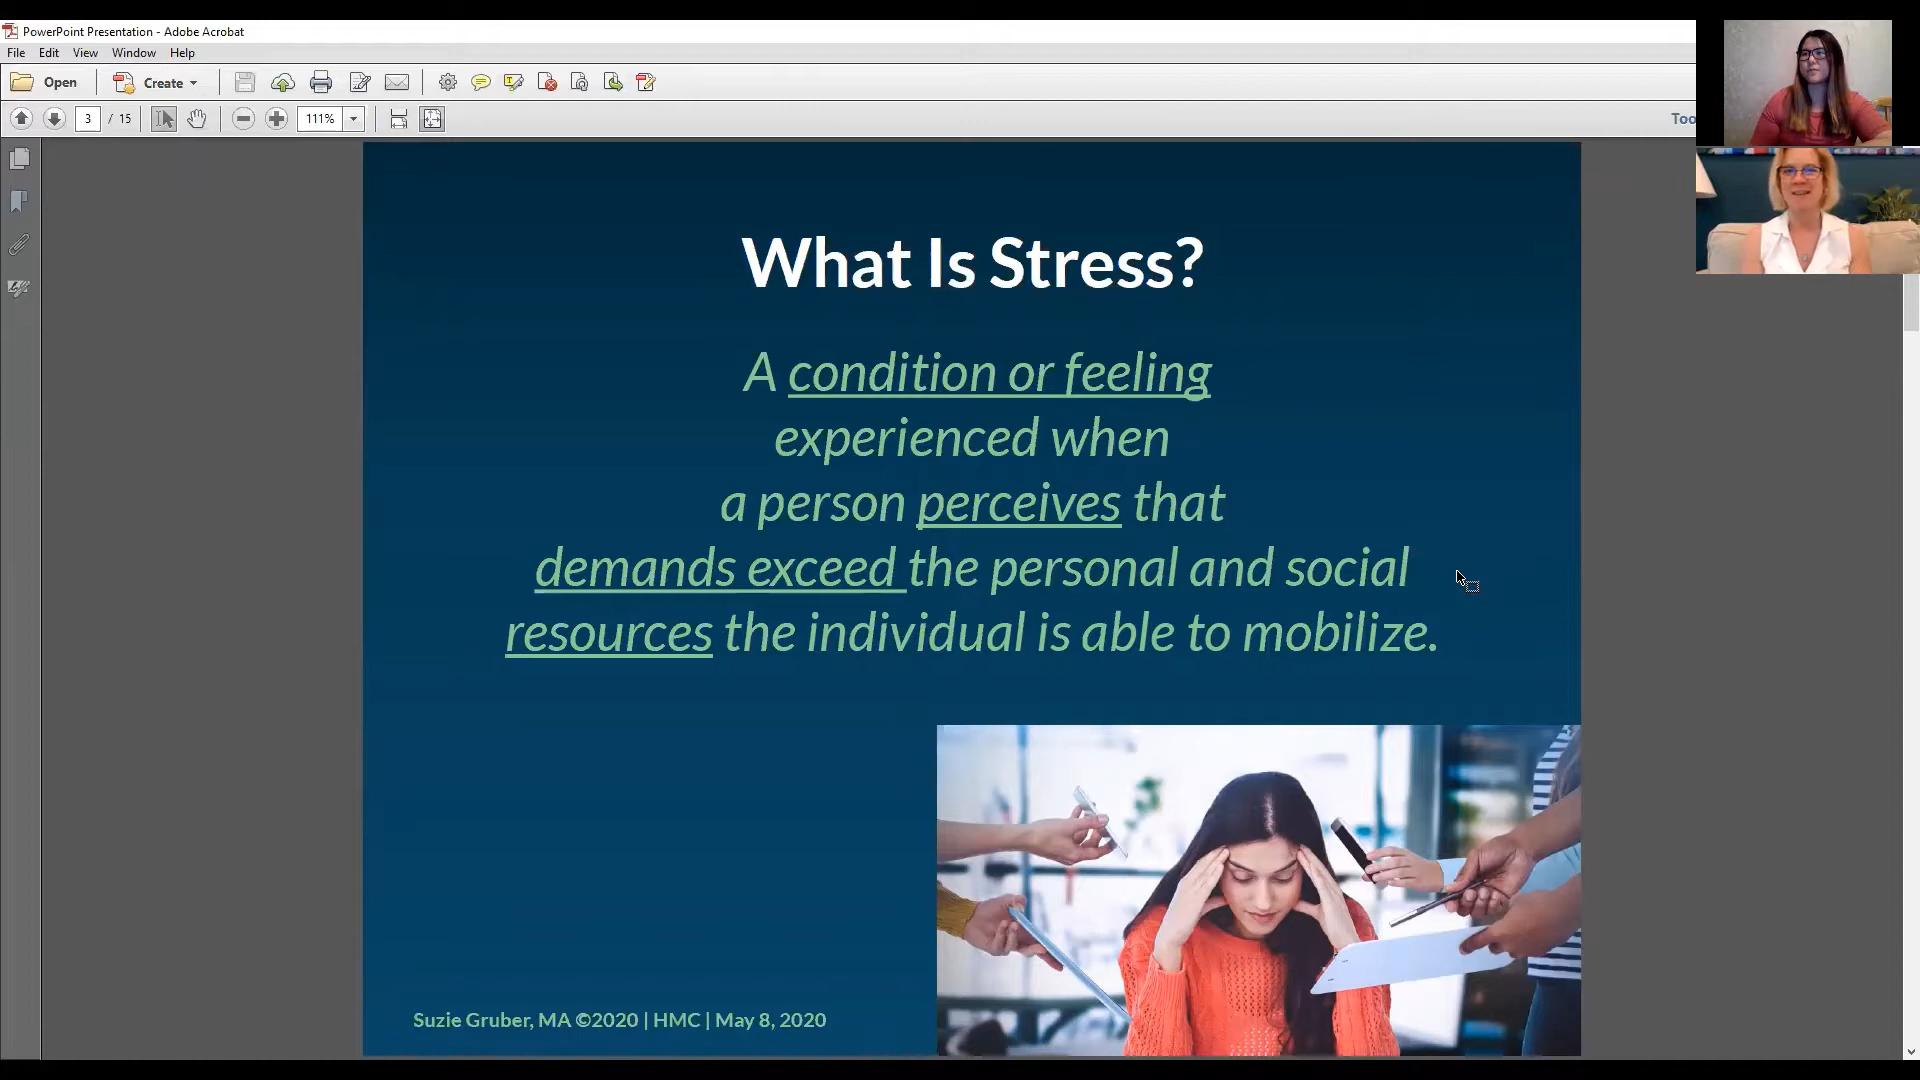 PowerPoint Presentation - Adobe Acrobat
File Edit View Window Help
Open Create
3 / 15 111%
Too
What Is Stress?
A condition or feeling
experienced when
a person perceives that
demands exceed the personal and social
resources the individual is able to mobilize.
Suzie Gruber, MA ©2020 | HMC | May 8, 2020